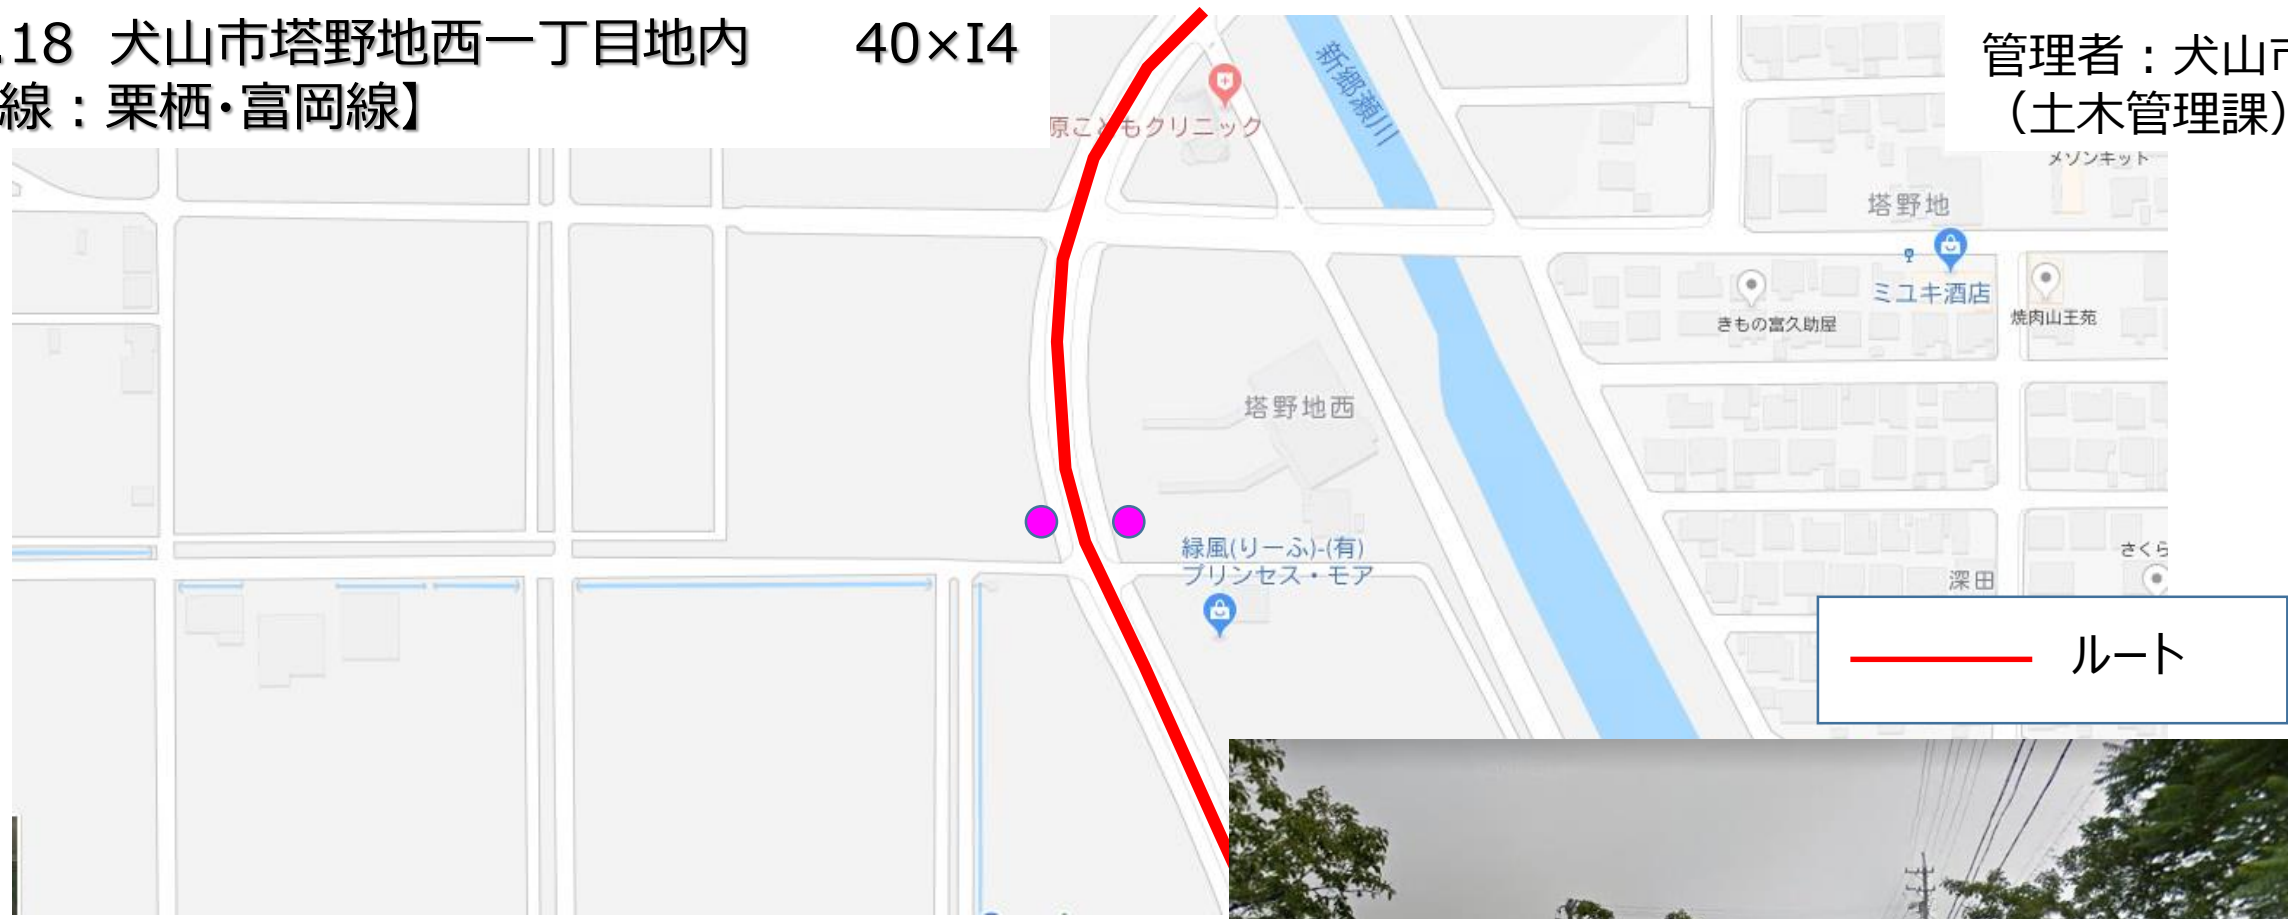 .18 犬山市塔野地西一丁目地内 40×I4
線：栗栖・富岡線】
管理者：犬山市
（土木管理課）
新郷瀬川
原こどもクリニック
メゾンキット
塔野地
ミユキ酒店
きもの富久助屋
焼肉山王苑
塔野地西
緑風(りーふ)-(有)
プリンセス・モア
さくら
深田
ルート